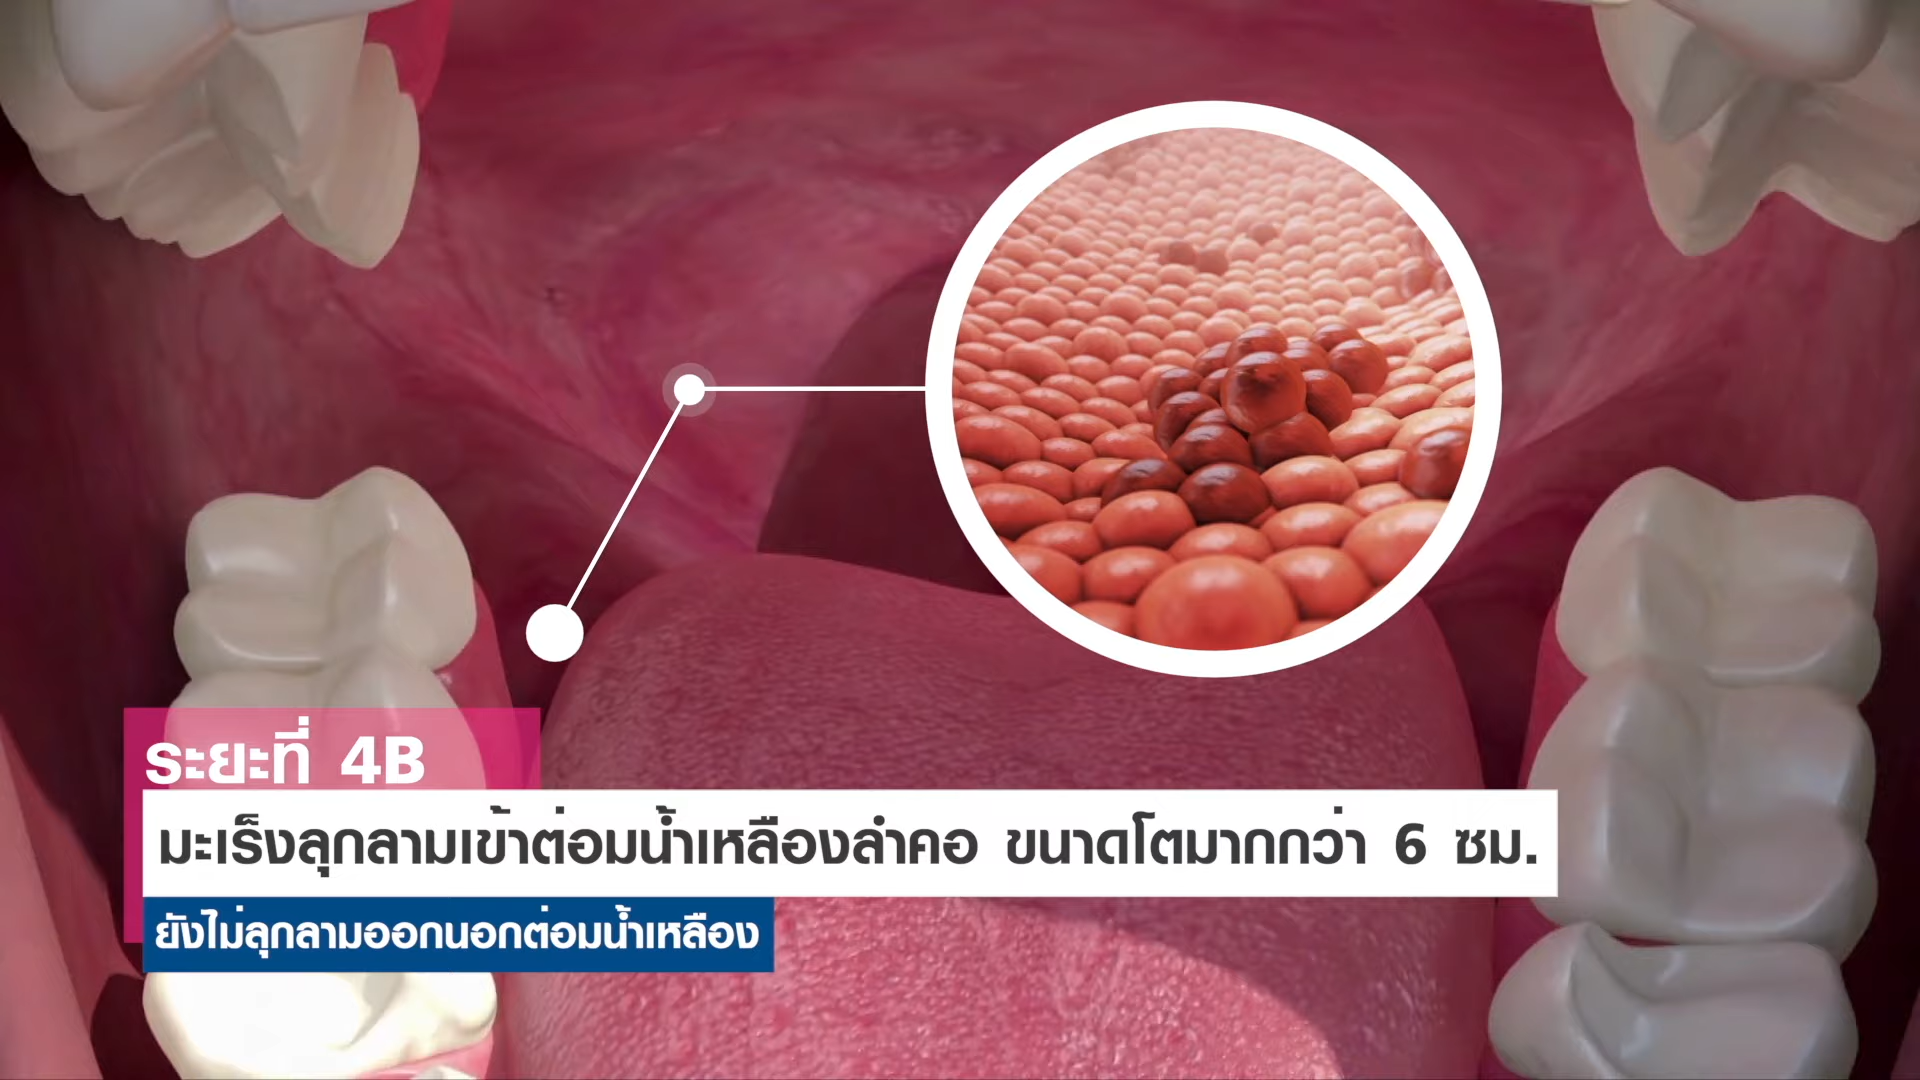 ระยะที่ 4B
มะเร็งลุกลามเข้าต่อมน้ำเหลืองลำคอ ขนาดโตมากกว่า 6 ซม.
ยังไม่ลุกลามออกนอกต่อมน้ำเหลือง